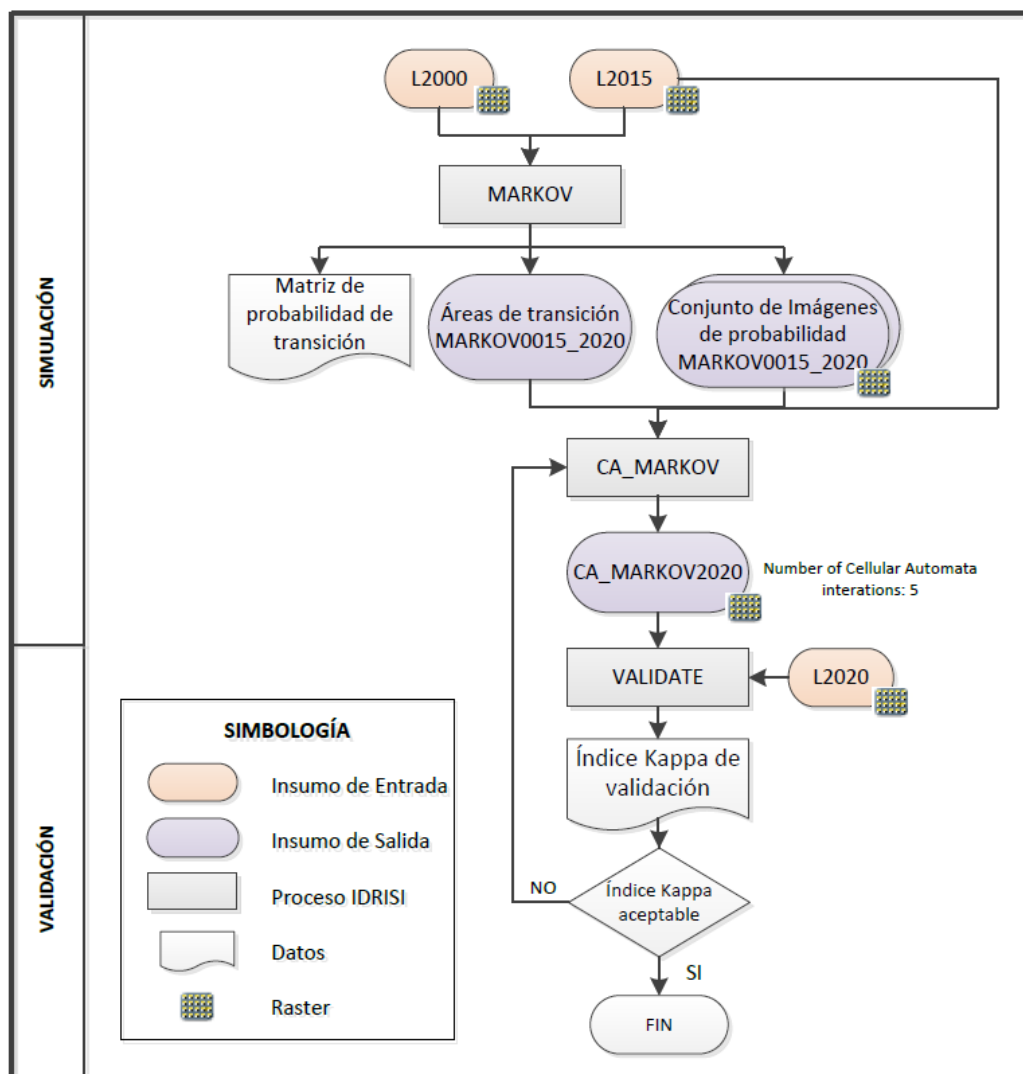 SIMULACIÓN
L2000
L2015
MARKOV
Matriz de
probabilidad de
transición
Áreas de transición
MARKOV0015_2020
Conjunto de Imágenes
de probabilidad
MARKOV0015_2020
CA_MARKOV
CA_MARKOV2020
Number of Cellular Automata
interations: 5
VALIDACIÓN
VALIDATE
L2020
Índice Kappa de
validación
Índice Kappa
aceptable
NO
SI
FIN
SIMBOLOGÍA
Insumo de Entrada
Insumo de Salida
Proceso IDRISI
Datos
Raster